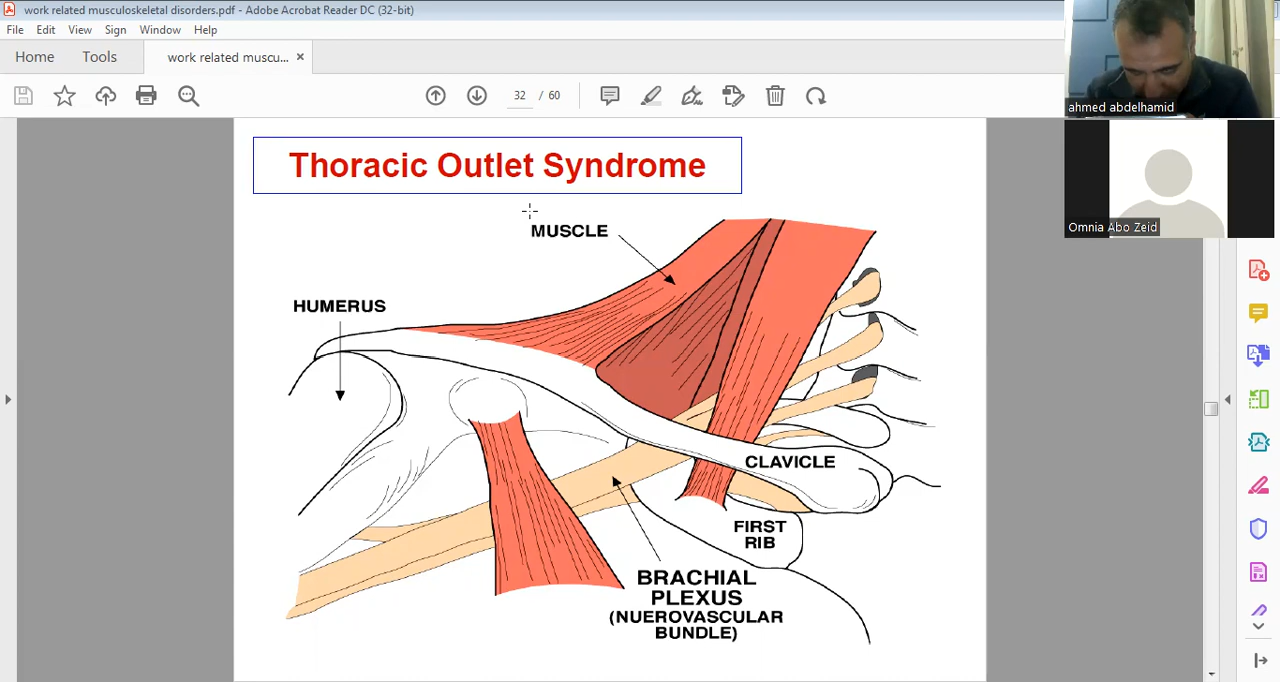 work related musculoskeletal disorders.pdf - Adobe Acrobat Reader DC (32-bit)
File Edit View Sign Window Help
Home Tools work related muscu... ×
32 / 60
ahmed abdelhamid
Omnia Abo Zeid
Thoracic Outlet Syndrome
MUSCLE
HUMERUS
CLAVICLE
FIRST
RIB
BRACHIAL
PLEXUS
(NUEROVASCULAR
BUNDLE)